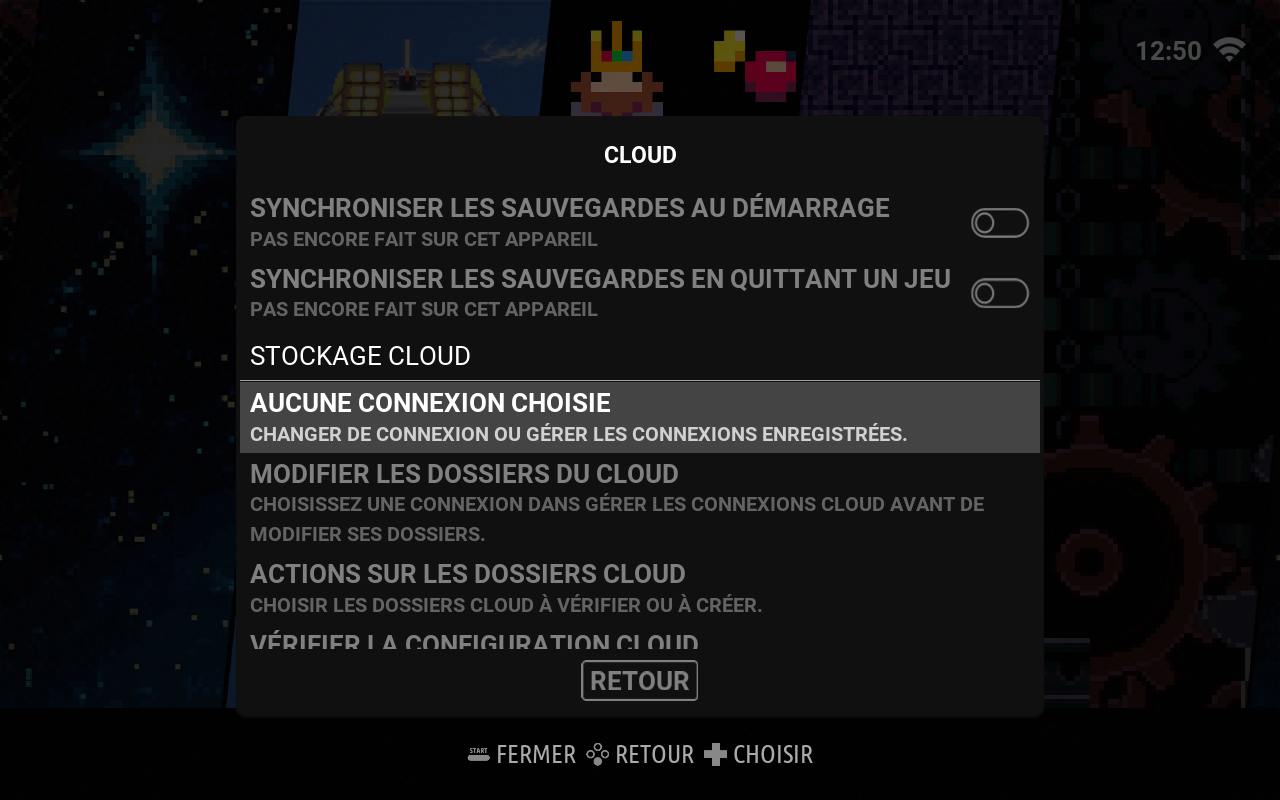 12:50
CLOUD
SYNCHRONISER LES SAUVEGARDES AU DÉMARRAGE
PAS ENCORE FAIT SUR CET APPAREIL
SYNCHRONISER LES SAUVEGARDES EN QUITTANT UN JEU
PAS ENCORE FAIT SUR CET APPAREIL
STOCKAGE CLOUD
AUCUNE CONNEXION CHOISIE
CHANGER DE CONNEXION OU GÉRER LES CONNEXIONS ENREGISTRÉES.
MODIFIER LES DOSSIERS DU CLOUD
CHOISISSEZ UNE CONNEXION DANS GÉRER LES CONNEXIONS CLOUD AVANT DE
MODIFIER SES DOSSIERS.
ACTIONS SUR LES DOSSIERS CLOUD
CHOISIR LES DOSSIERS CLOUD À VÉRIFIER OU À CRÉER.
VÉRIFIER LA CONFIGURATION CLOUD
RETOUR
START FERMER RETOUR CHOISIR